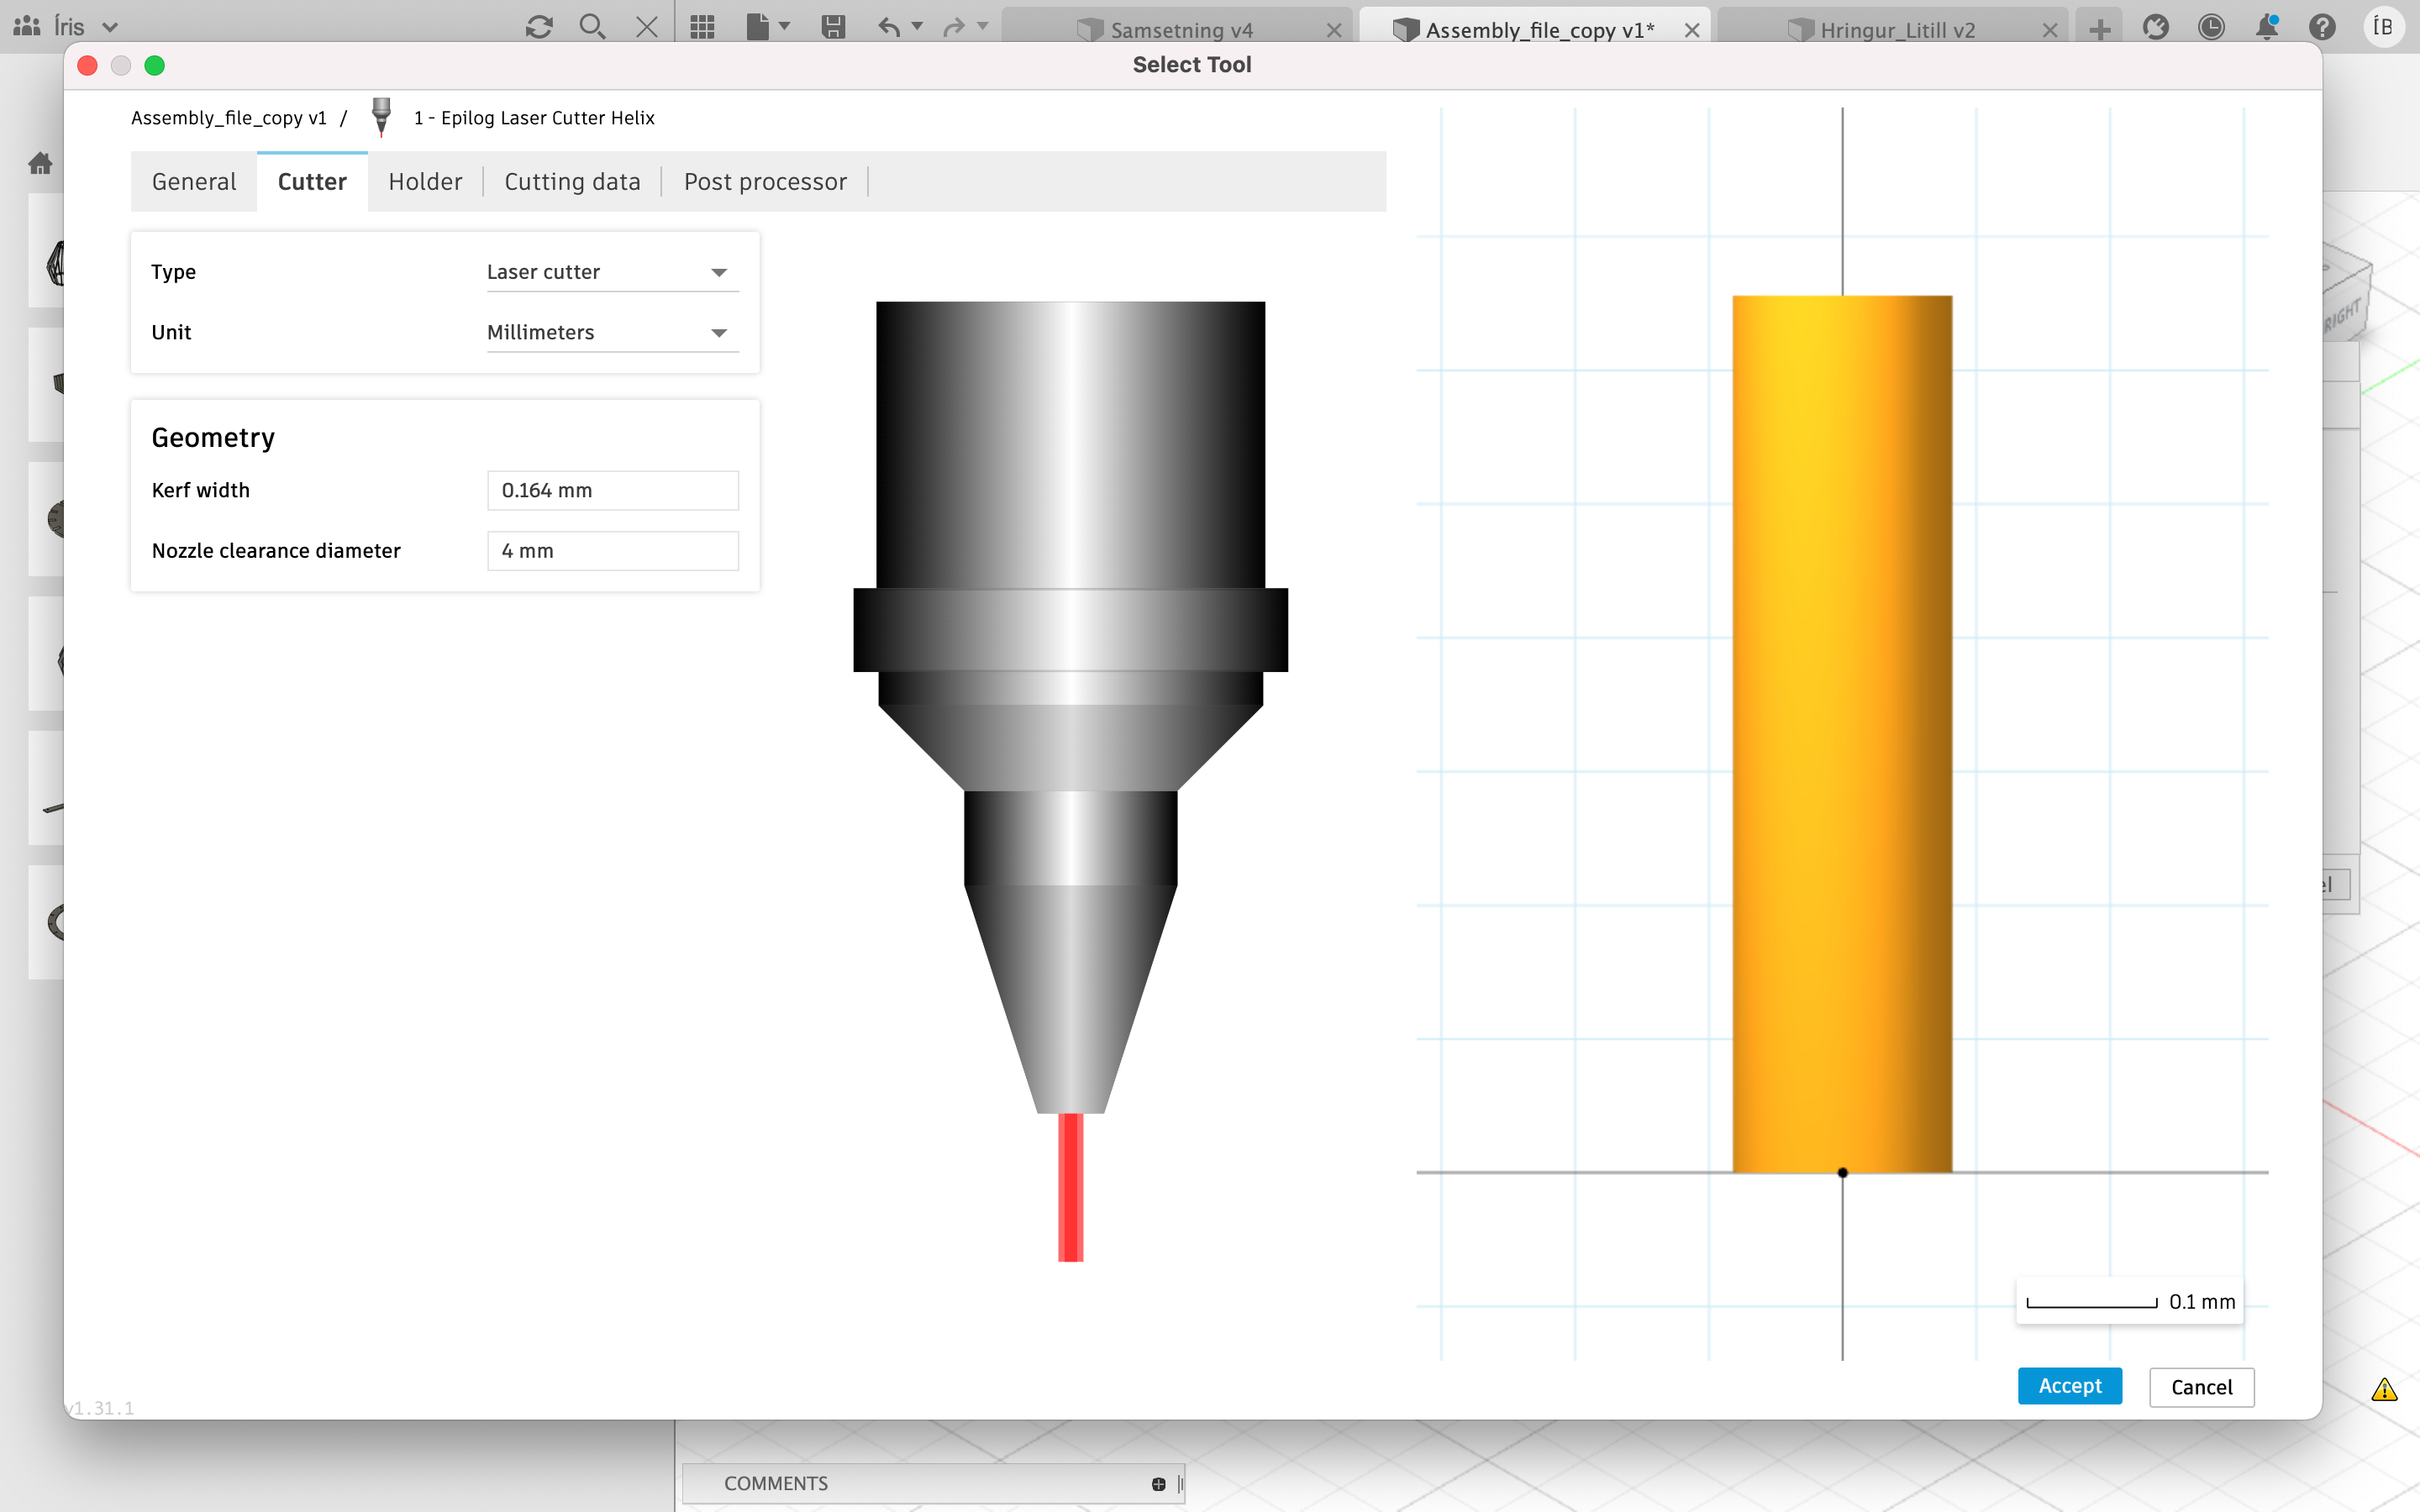 Íris
Samsetning v4
Assembly_file_copy v1*
Hringur_Litill v2
ÍB
Select Tool
Assembly_file_copy v1 / 1 - Epilog Laser Cutter Helix
General Cutter Holder Cutting data Post processor
Type Laser cutter
Unit Millimeters
Geometry
Kerf width 0.164 mm
Nozzle clearance diameter 4 mm
RIGHT
0.1 mm
Accept Cancel
v1.31.1
COMMENTS